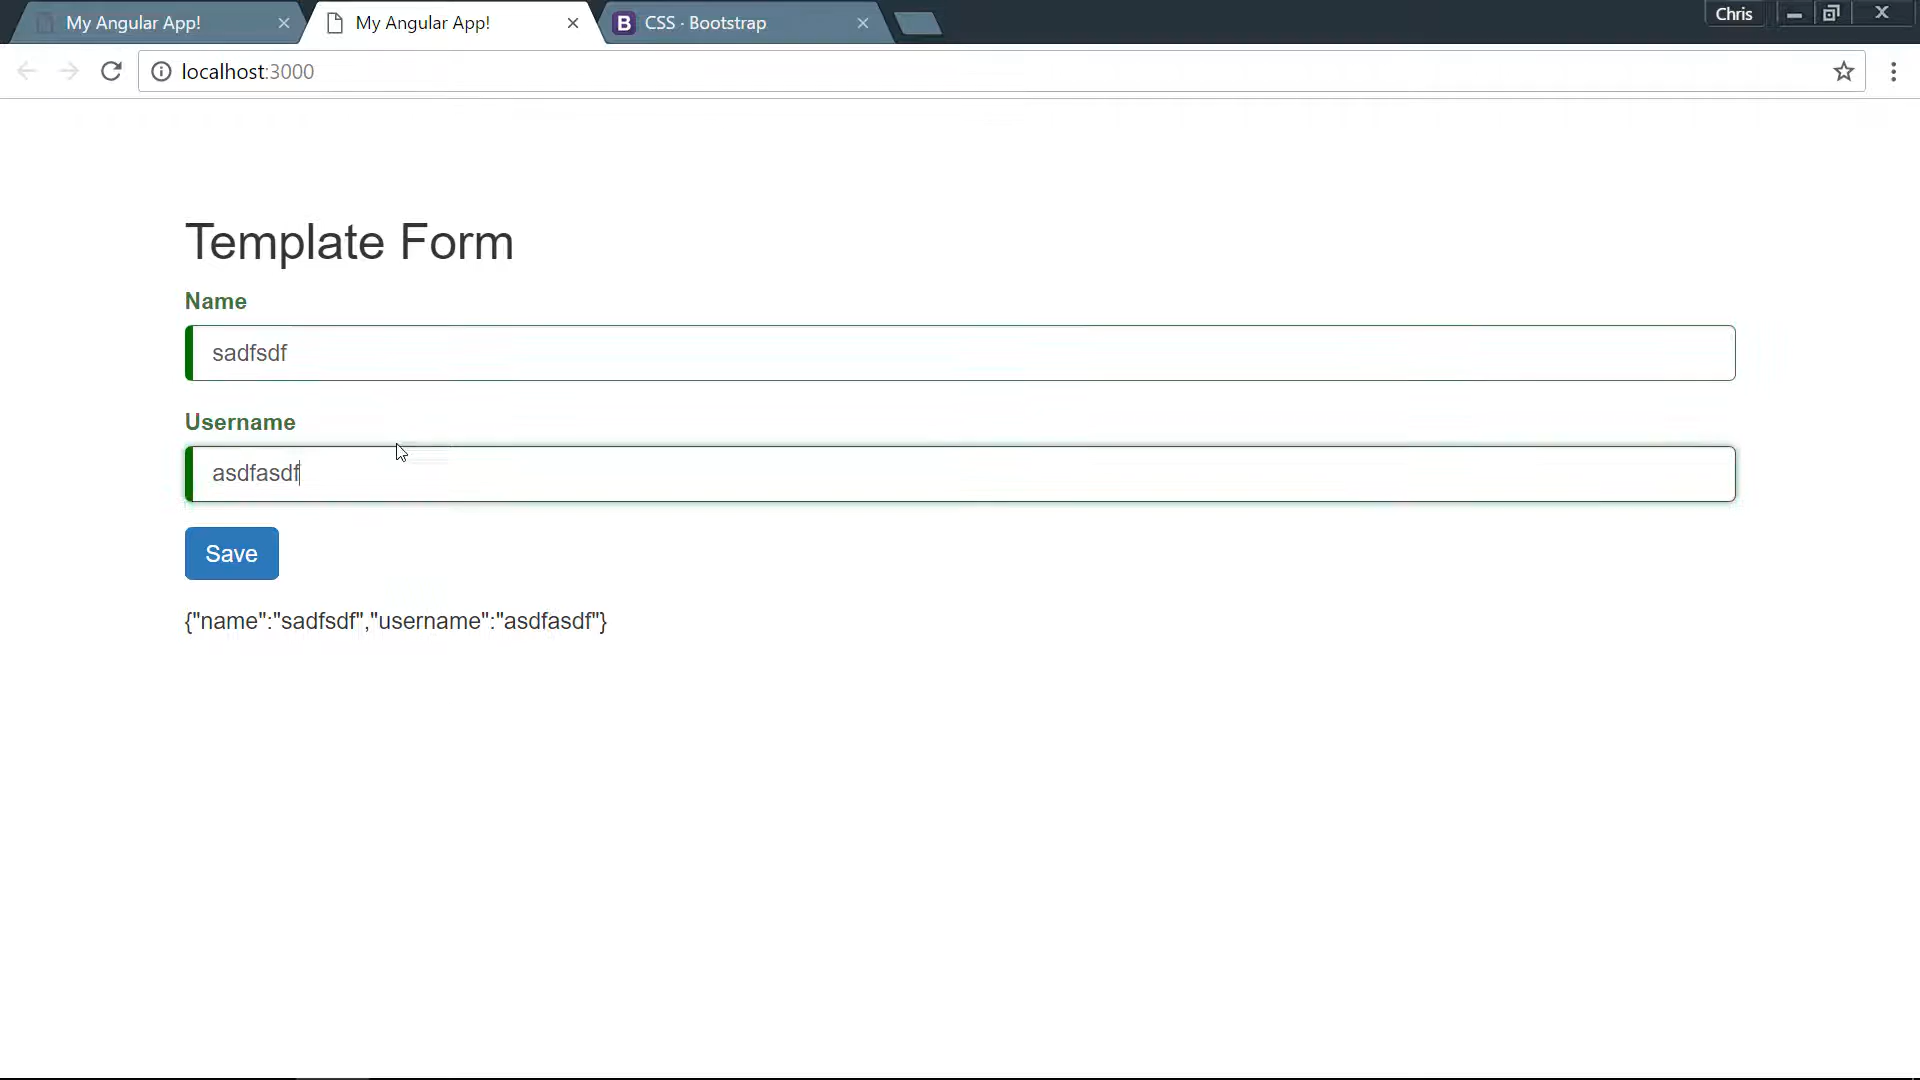 My Angular App!
My Angular App!
B CSS · Bootstrap
Chris
localhost:3000
Template Form
Name
sadfsdf
Username
asdfasdf
Save
{"name":"sadfsdf","username":"asdfasdf"}